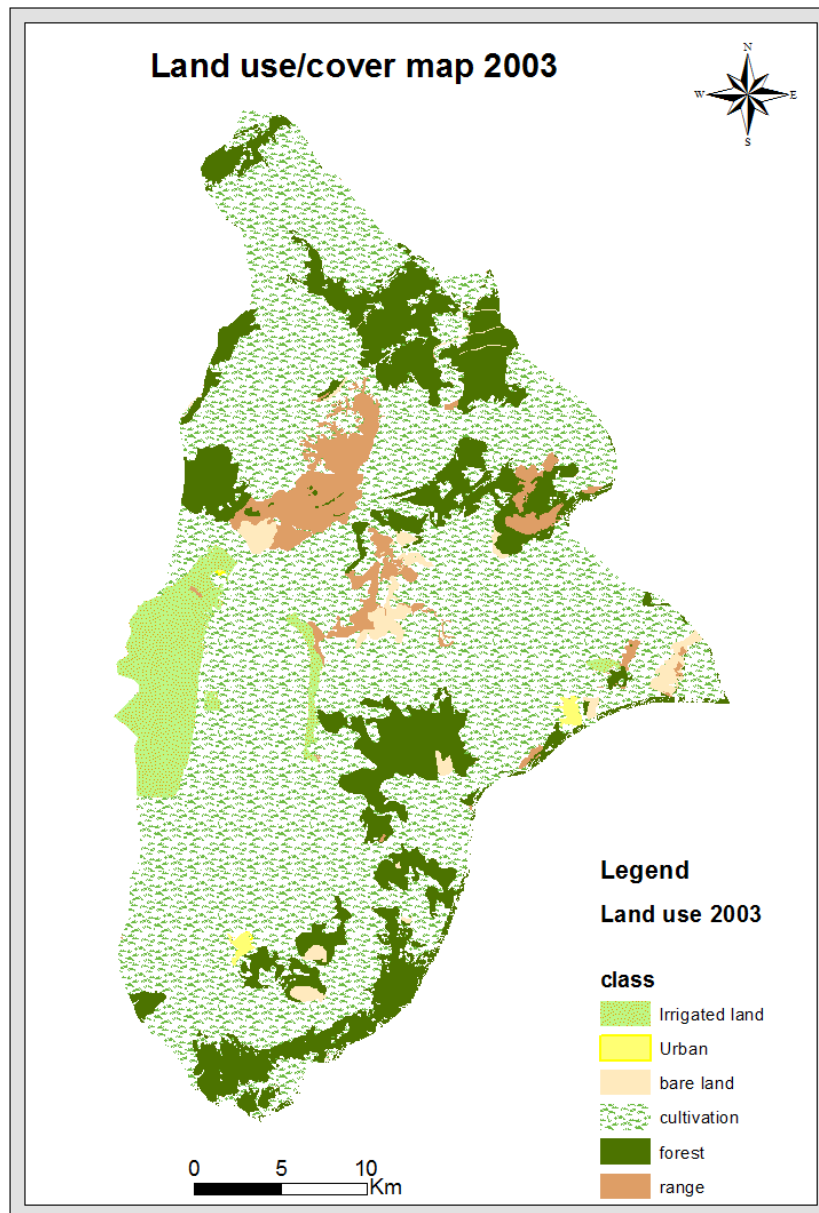 Land use/cover map 2003
N
W E
S
Legend
Land use 2003
class
Irrigated land
Urban
bare land
cultivation
forest
range
0 5 10
Km